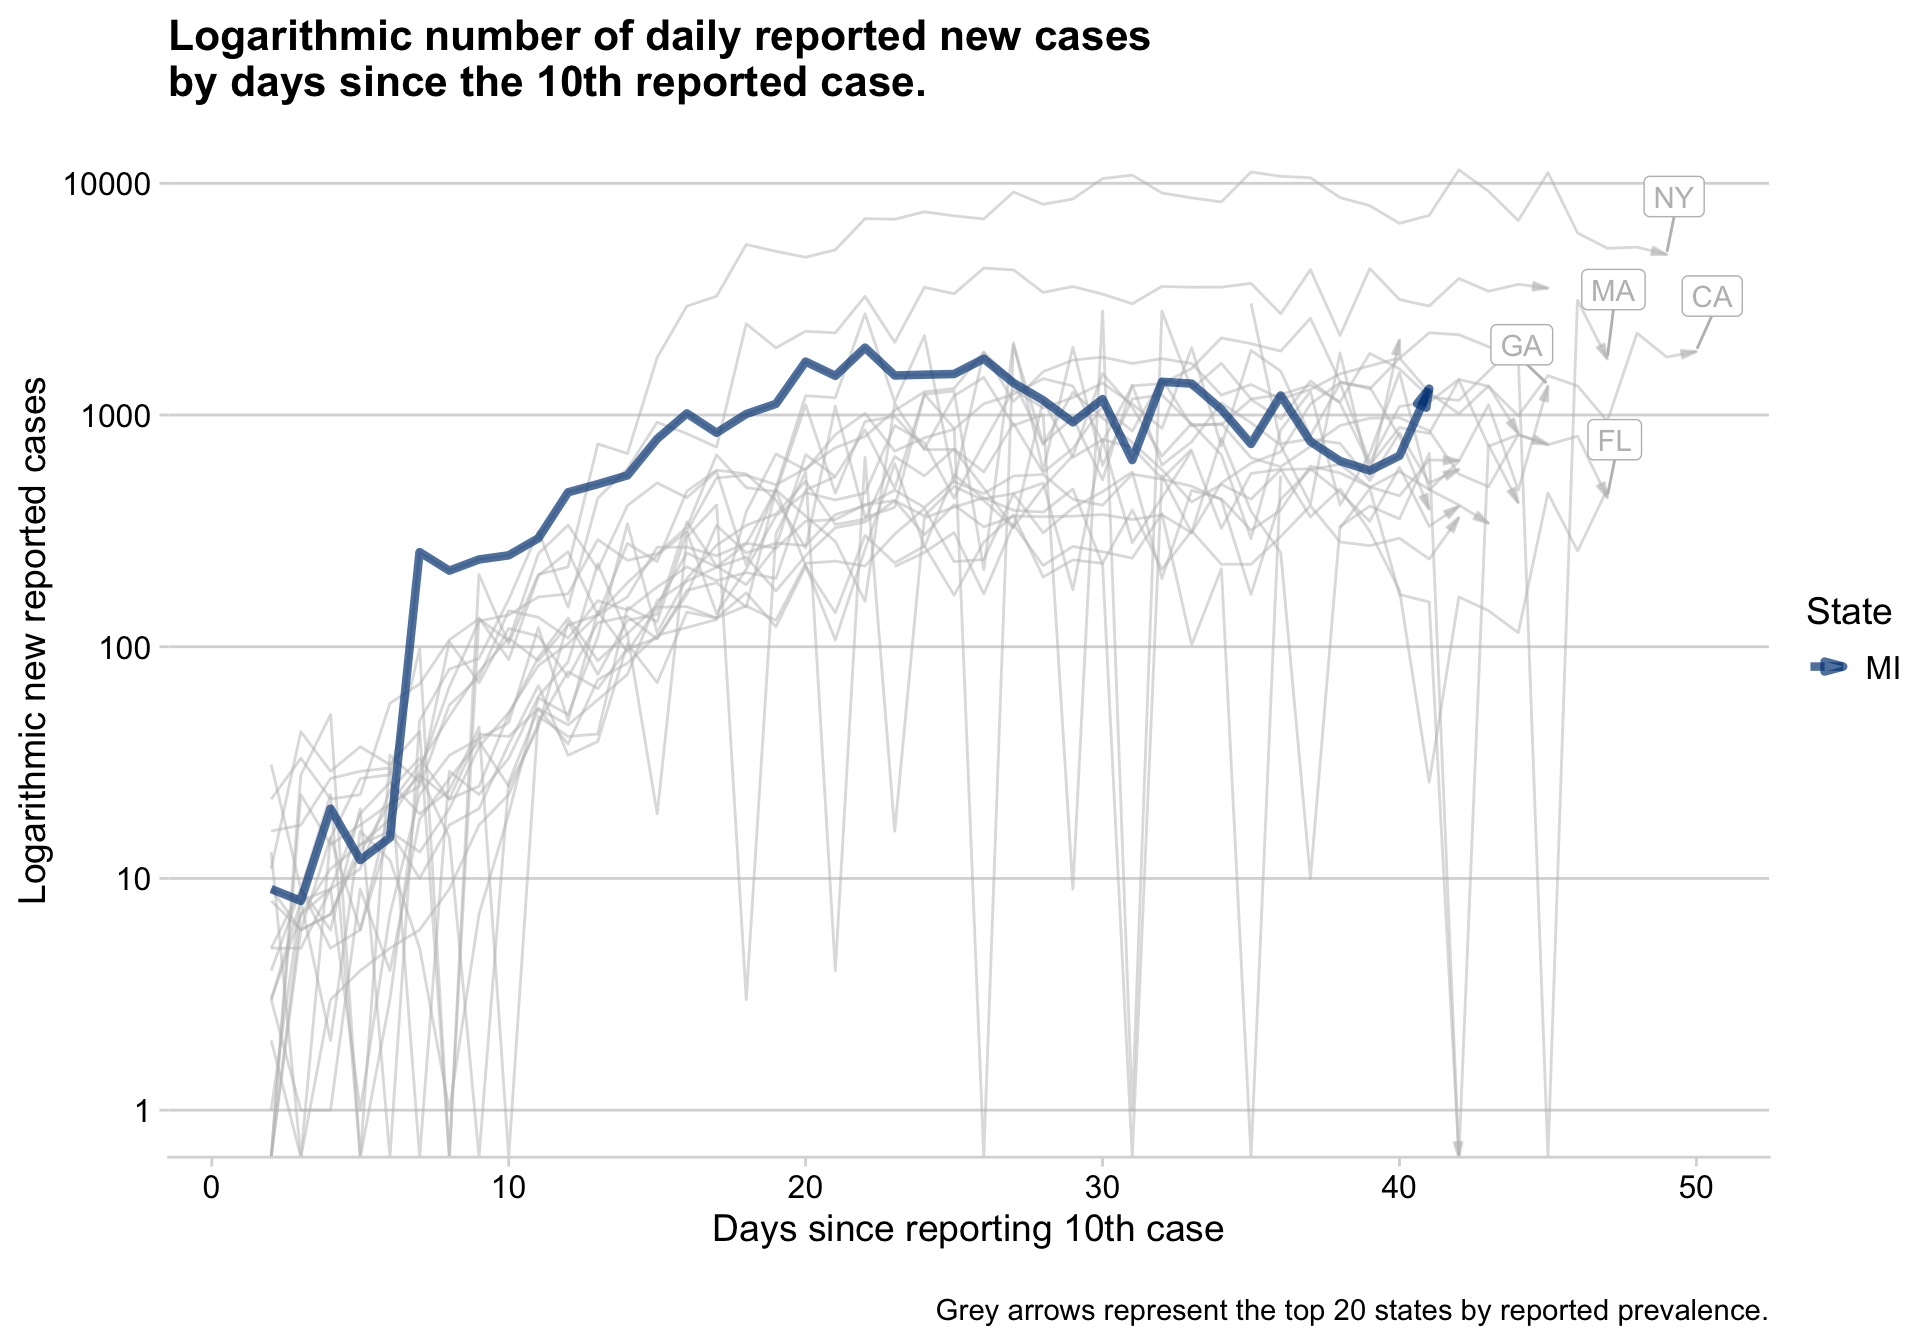 Logarithmic number of daily reported new cases
by days since the 10th reported case.
Logarithmic new reported cases
10000
1000
100
10
1
NY
MA
CA
GA
FL
State
MI
0
10
20
30
40
50
Days since reporting 10th case
Grey arrows represent the top 20 states by reported prevalence.